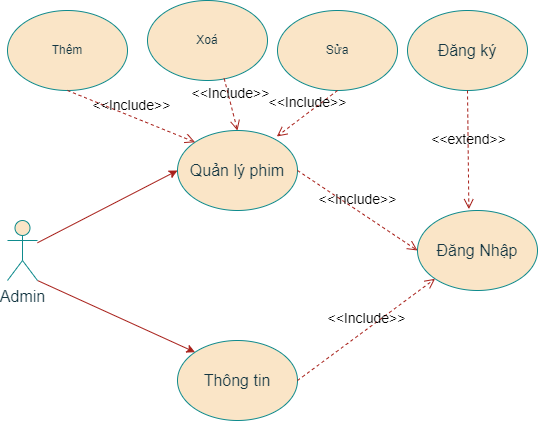 Thêm
Xoá
Sửa
Đăng ký
<<Include>>
<<Include>>
<<Include>>
<<extend>>
Quản lý phim
<<Include>>
Đăng Nhập
Admin
<<Include>>
Thông tin